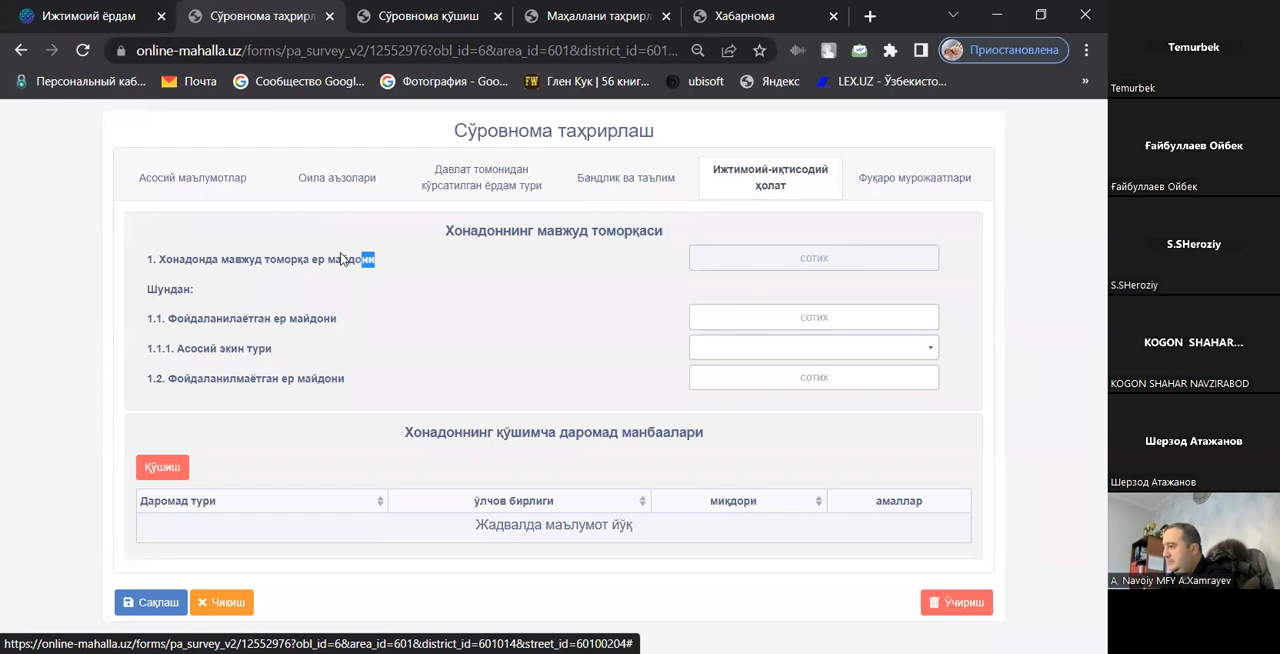 Ижтимоий ёрдам
Сўровнома таҳрирл
Сўровнома қўшиш
Маҳаллани таҳрирл
Хабарнома
online-mahalla.uz/forms/pa_survey_v2/12552976?obl_id=6&area_id=601&district_id=601...
Приостановлена
Персональный каб...
Почта
Сообщество Googl...
Фотография - Goo...
Глен Кук | 56 книг...
ubisoft
Яндекс
LEX.UZ - Ўзбекисто...
»
Сўровнома таҳрирлаш
Асосий маълумотлар
Оила аъзолари
Давлат томонидан
кўрсатилган ёрдам тури
Бандлик ва таълим
Ижтимоий-иқтисодий
ҳолат
Фуқаро мурожаатлари
Хонадоннинг мавжуд томорқаси
1. Хонадонда мавжуд томорқа ер майдони
сотих
Шундан:
1.1. Фойдаланилаётган ер майдони
сотих
1.1.1. Асосий экин тури
1.2. Фойдаланилмаётган ер майдони
сотих
Хонадоннинг қўшимча даромад манбаалари
Қўшиш
Даромад тури
ўлчов бирлиги
миқдори
амаллар
Жадвалда маълумот йўқ
Сақлаш
Чиқиш
Ўчириш
https://online-mahalla.uz/forms/pa_survey_v2/12552976?obl_id=6&area_id=601&district_id=601014&street_id=60100204#
Temurbek
Temurbek
Ғайбуллаев Ойбек
Ғайбуллаев Ойбек
S.SHeroziy
S.SHeroziy
KOGON SHAHAR...
KOGON SHAHAR NAVZIRABOD
Шерзод Атажанов
Шерзод Атажанов
A, Navoiy MFY A.Xamrayev